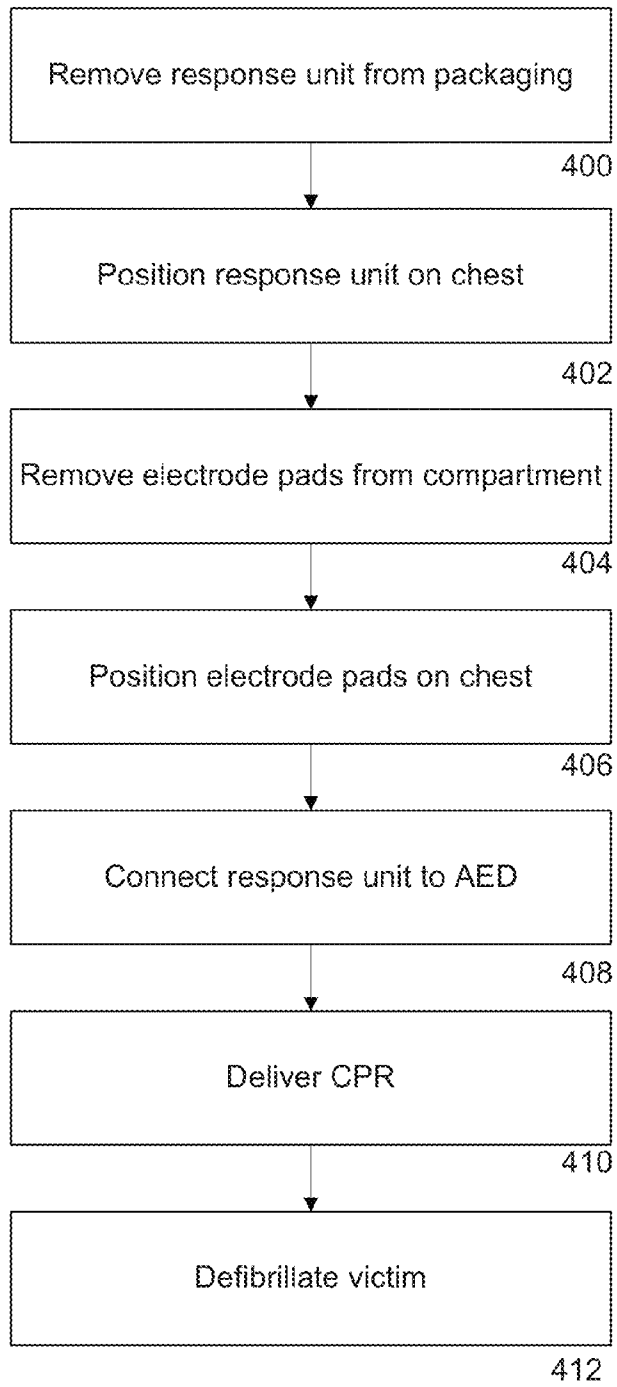 Remove response unit from packaging
400
Position response unit on chest
402
Remove electrode pads from compartment
404
Position electrode pads on chest
406
Connect response unit to AED
408
Deliver CPR
410
Defibrillate victim
412